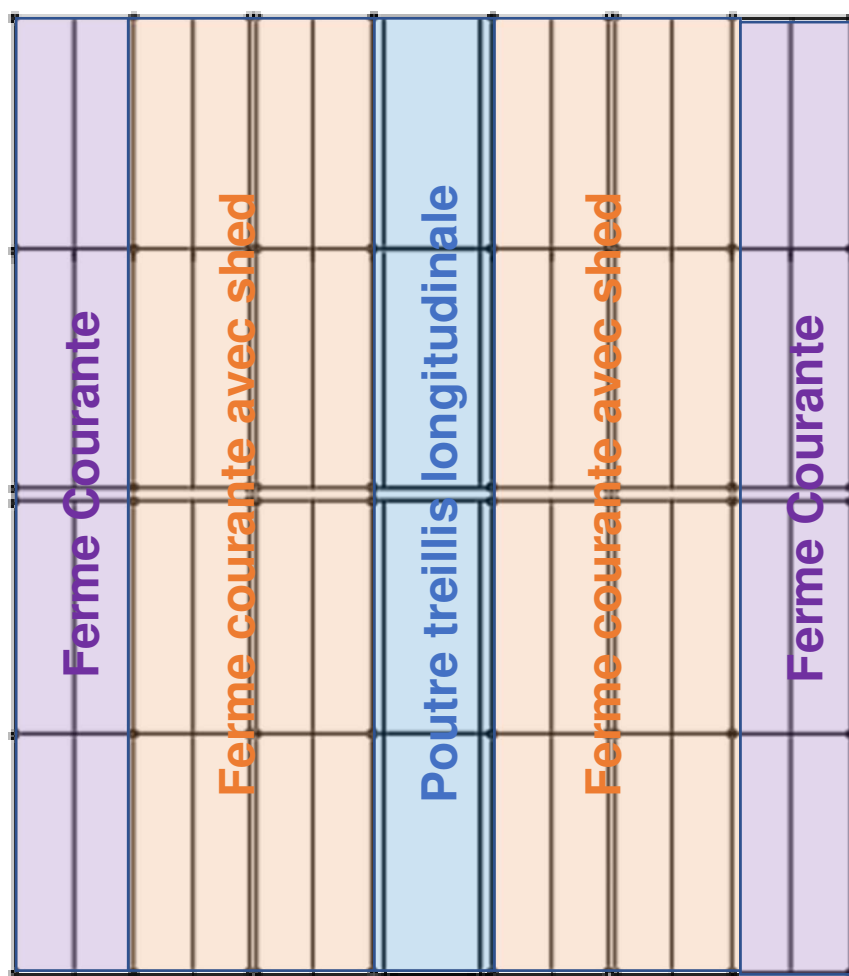 Ferme Courante
Ferme courante avec shed
Poutre treillis longitudinale
Ferme courante avec shed
Ferme Courante